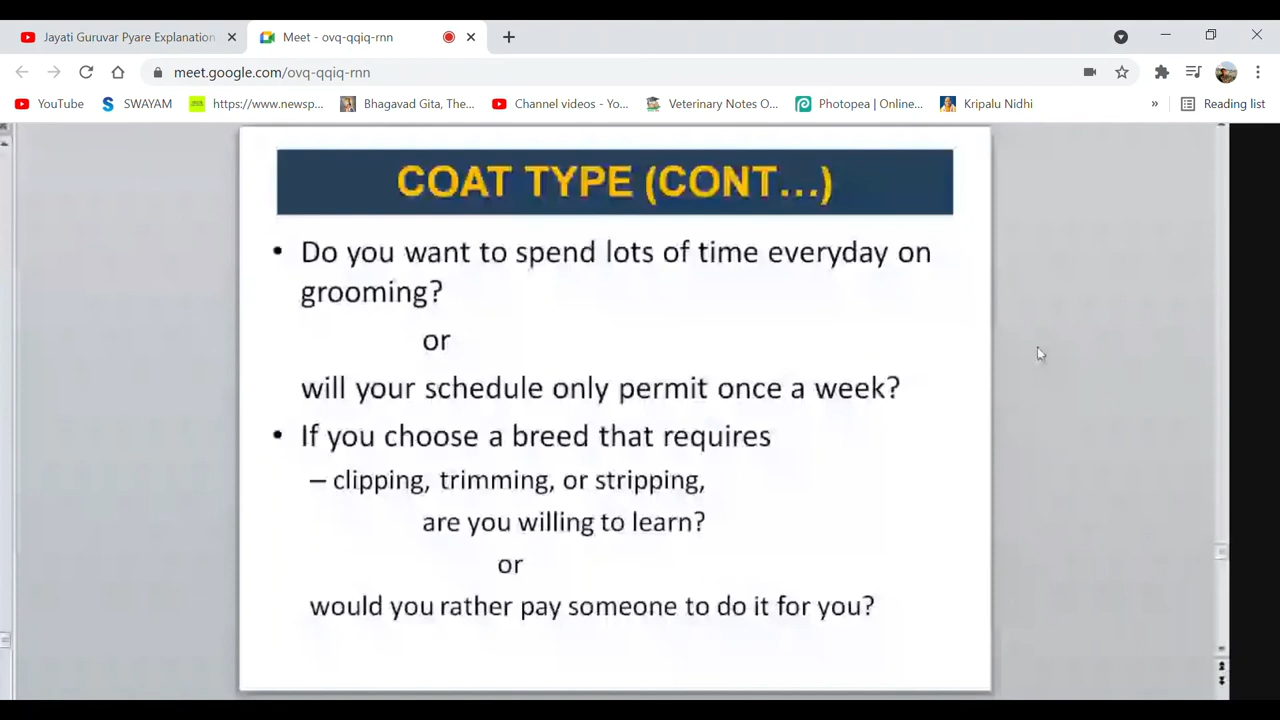 Jayati Guruvar Pyare Explanation
Meet - ovq-qqiq-rnn
meet.google.com/ovq-qqiq-rnn
YouTube
SWAYAM
https://www.newsp...
Bhagavad Gita, The...
Channel videos - Yo...
Veterinary Notes O...
Photopea | Online...
Kripalu Nidhi
»
Reading list
COAT TYPE (CONT...)
• Do you want to spend lots of time everyday on
grooming?
or
will your schedule only permit once a week?
• If you choose a breed that requires
– clipping, trimming, or stripping,
are you willing to learn?
or
would you rather pay someone to do it for you?